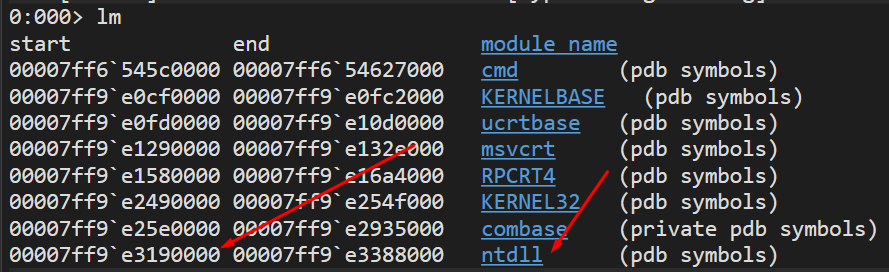 0:000> lm
start end module name
00007ff6`545c0000 00007ff6`54627000 cmd (pdb symbols)
00007ff9`e0cf0000 00007ff9`e0fc2000 KERNELBASE (pdb symbols)
00007ff9`e0fd0000 00007ff9`e10d0000 ucrtbase (pdb symbols)
00007ff9`e1290000 00007ff9`e132e000 msvcrt (pdb symbols)
00007ff9`e1580000 00007ff9`e16a4000 RPCRT4 (pdb symbols)
00007ff9`e2490000 00007ff9`e254f000 KERNEL32 (pdb symbols)
00007ff9`e25e0000 00007ff9`e2935000 combase (private pdb symbols)
00007ff9`e3190000 00007ff9`e3388000 ntdll (pdb symbols)